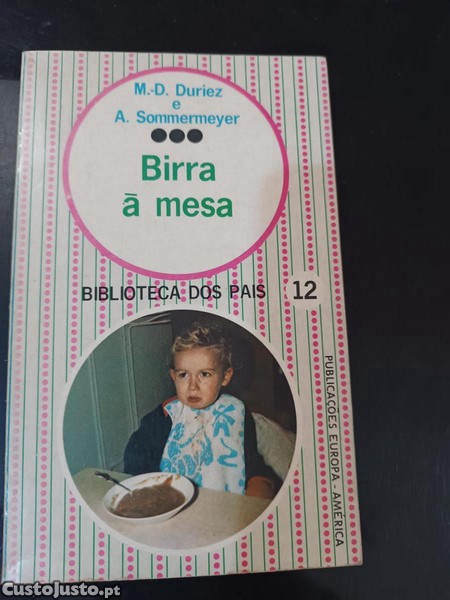 M.-D. Duriez
e
A. Sommermeyer
Birra
à mesa
BIBLIOTECA DOS PAIS
12
PUBLICAÇÕES EUROPA-AMÉRICA
CustoJusto.pt